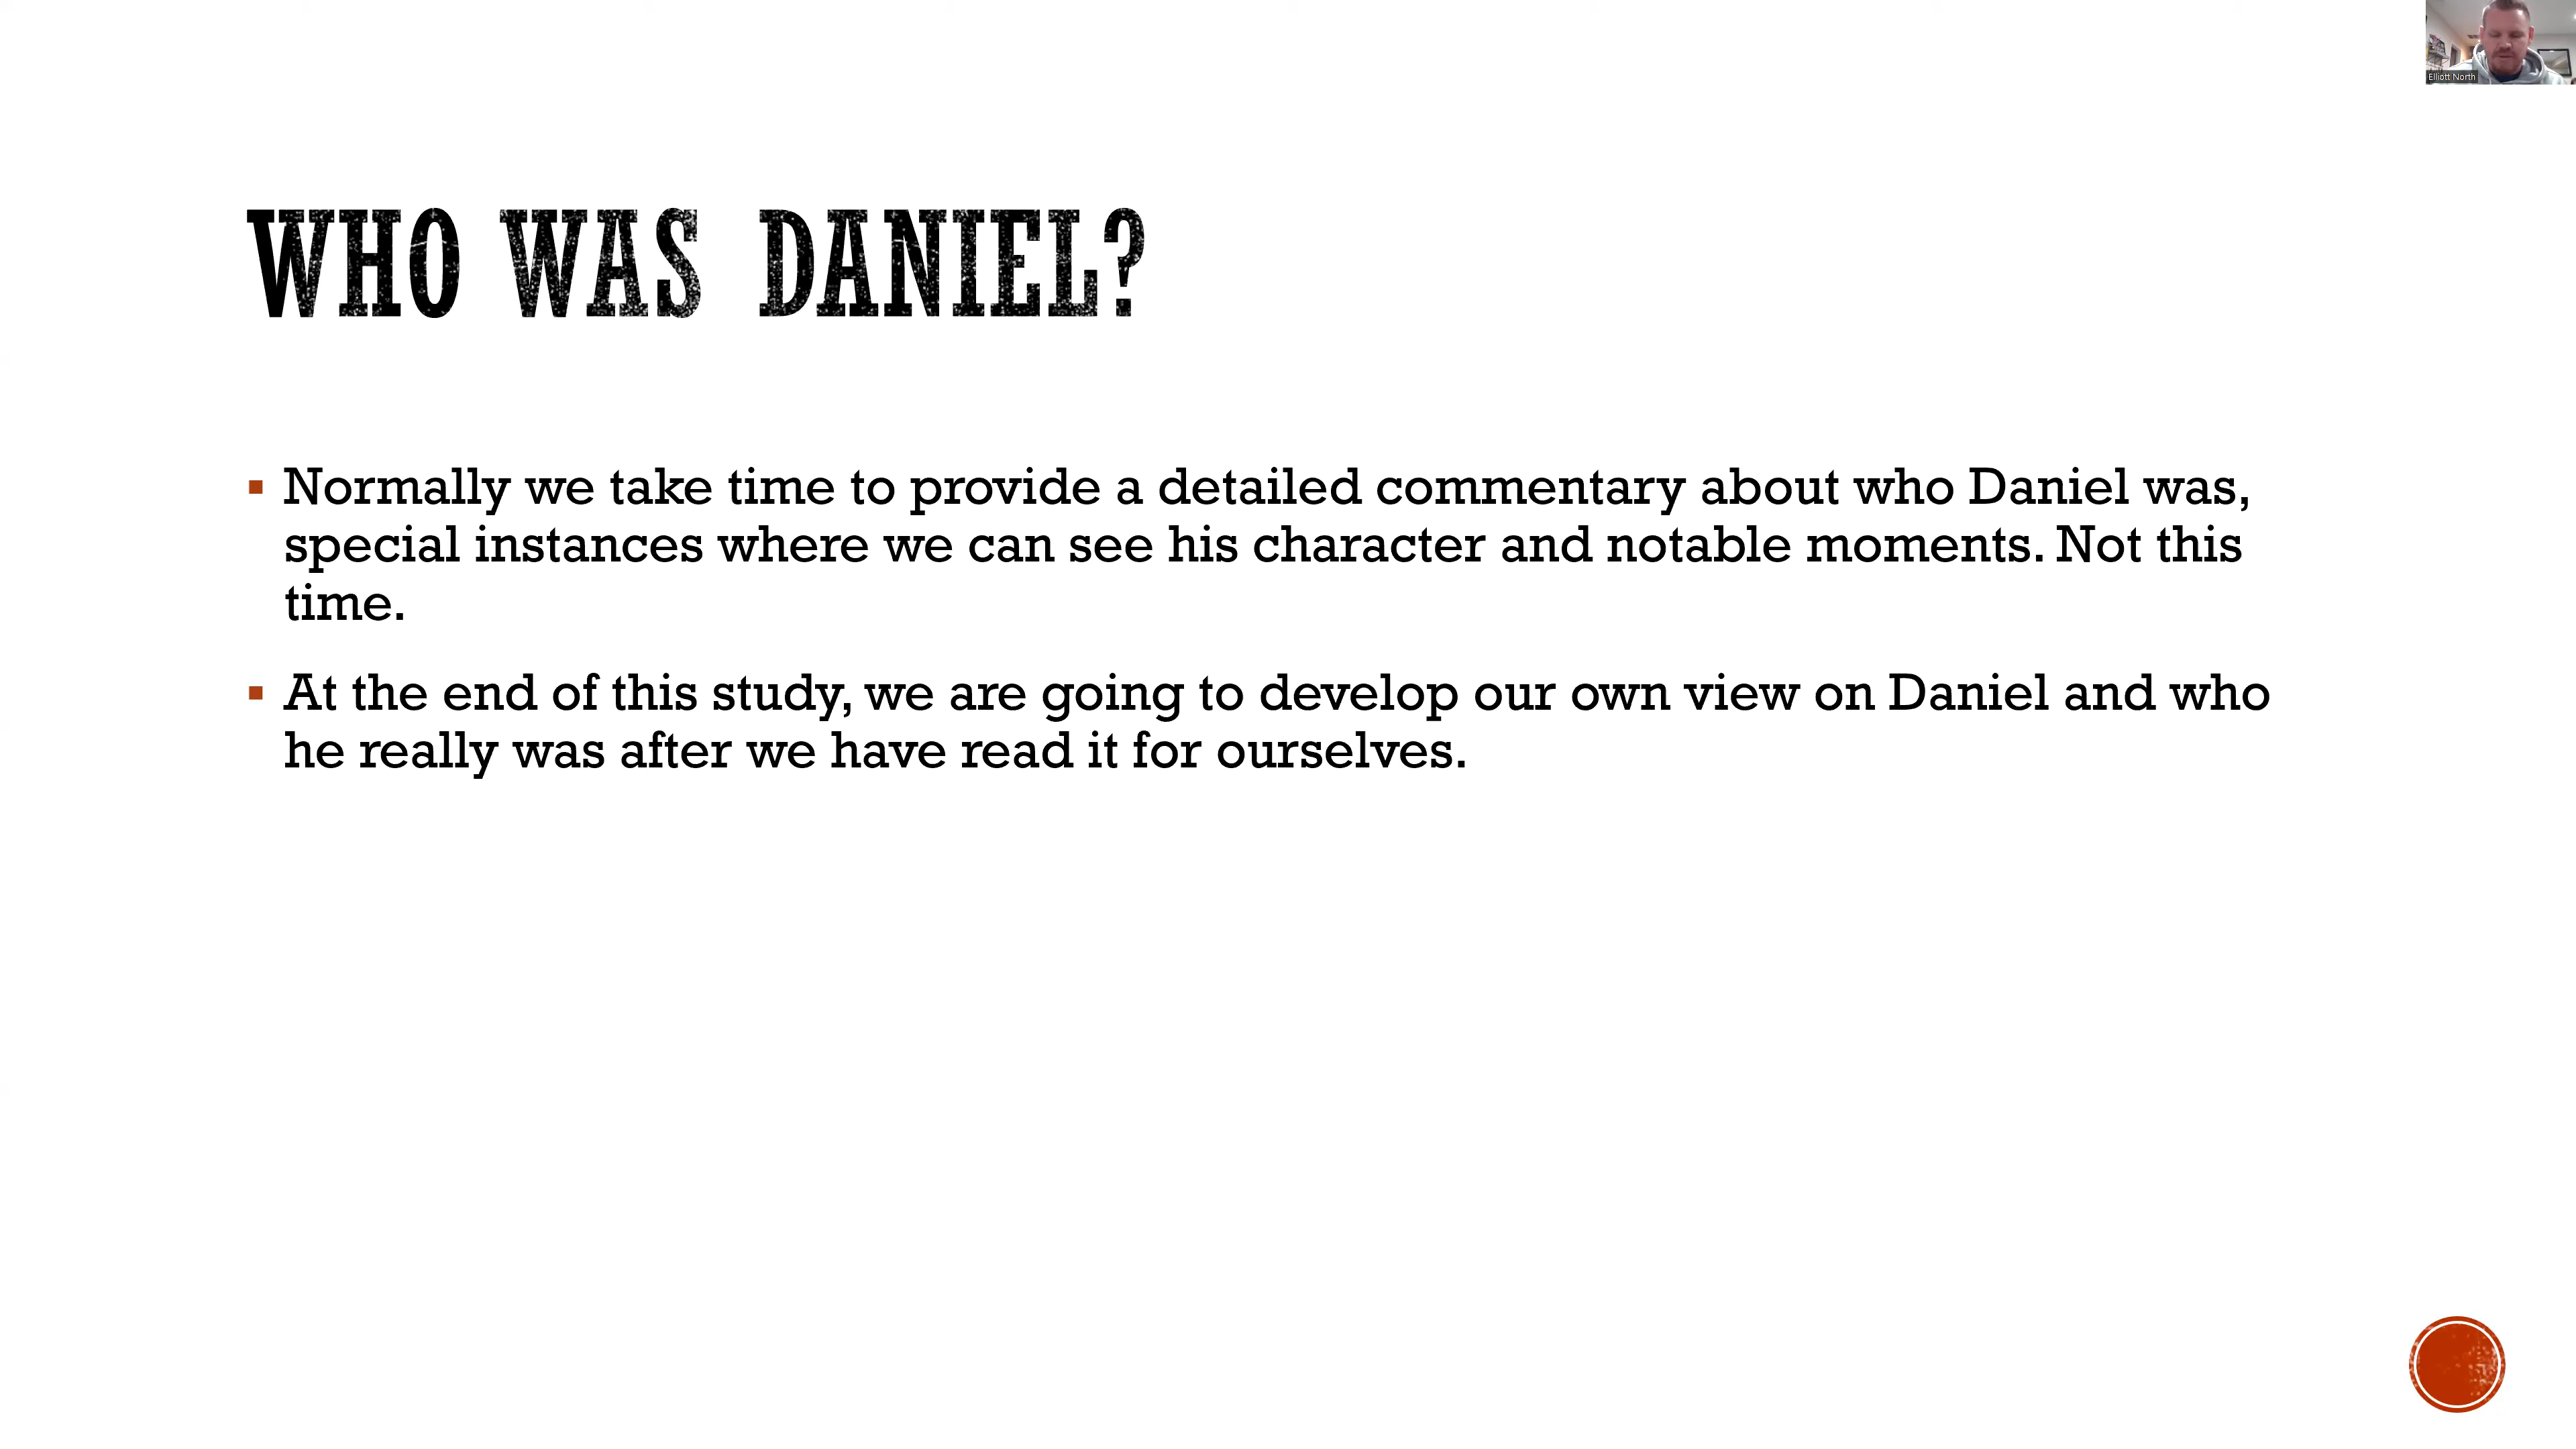 Elliott North
WHO WAS DANIEL?
Normally we take time to provide a detailed commentary about who Daniel was,
special instances where we can see his character and notable moments. Not this
time.
At the end of this study, we are going to develop our own view on Daniel and who
he really was after we have read it for ourselves.